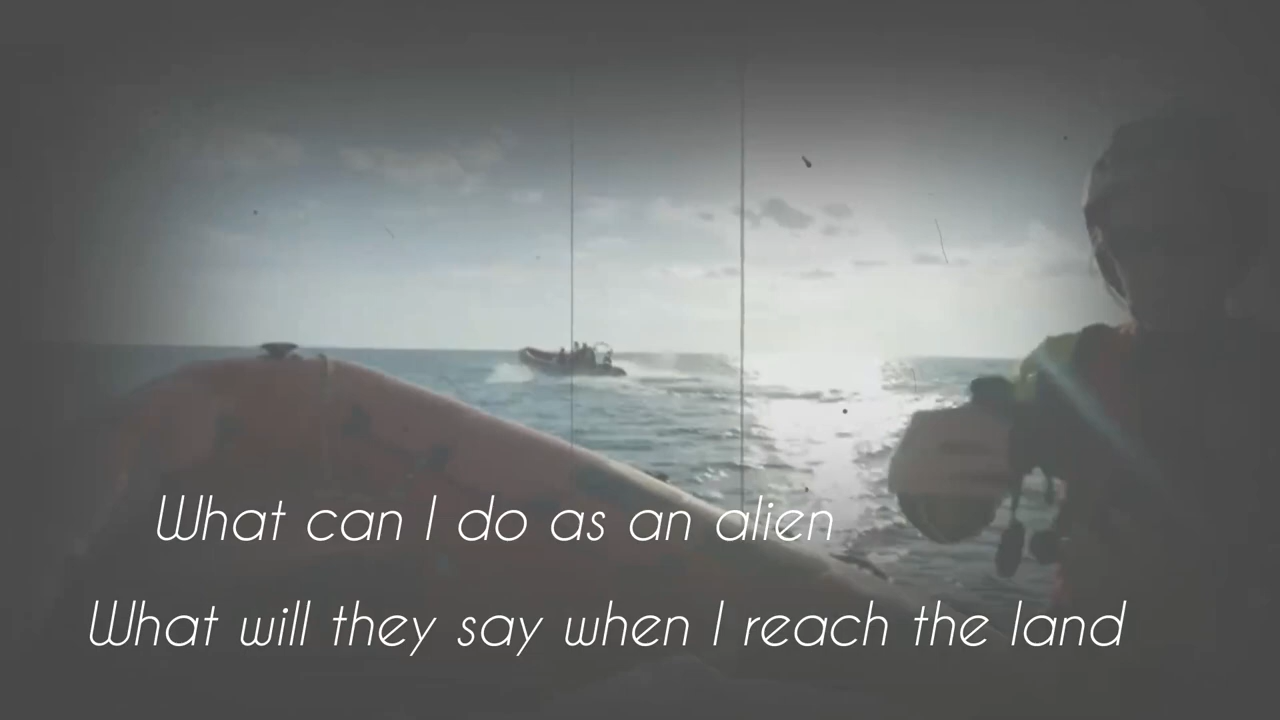 What can I do as an alien
What will they say when I reach the land